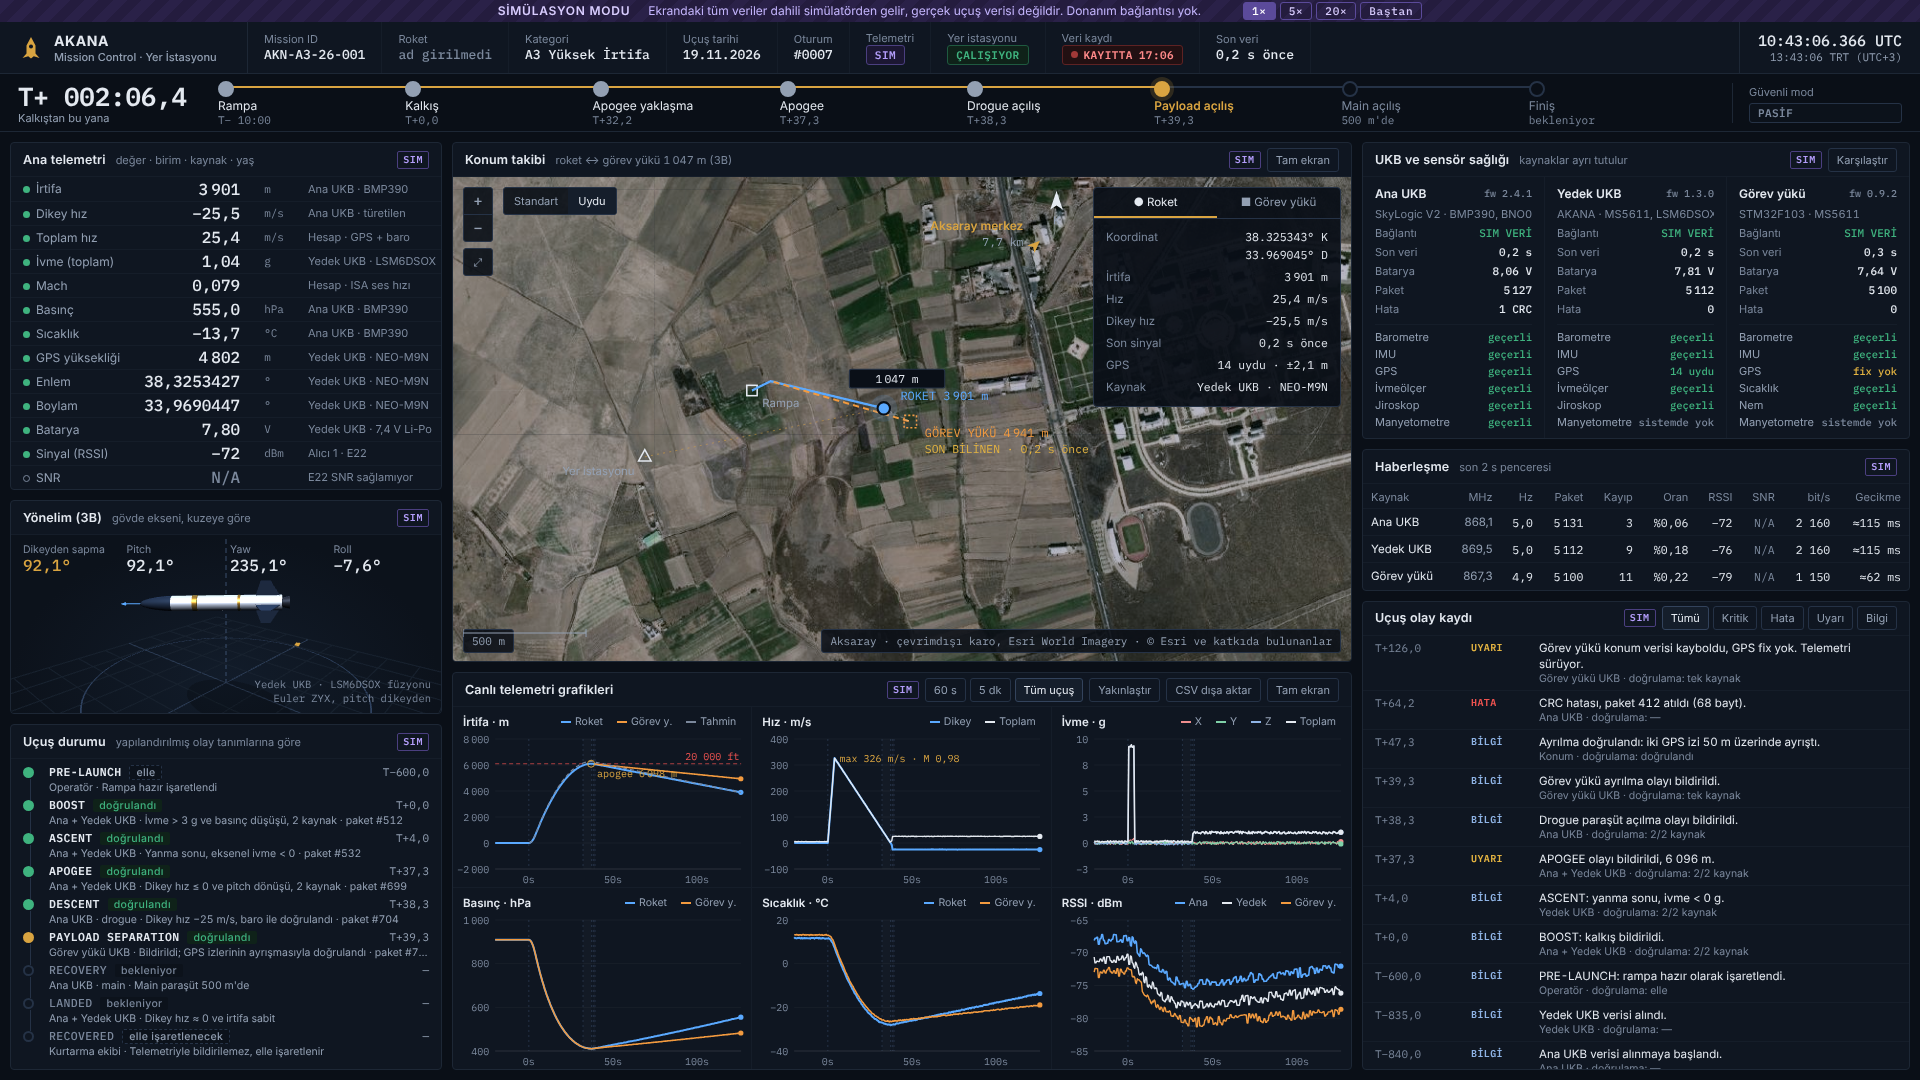 SİMÜLASYON MODU Ekrandaki tüm veriler dahili simülatörden gelir, gerçek uçuş verisi değildir. Donanım bağlantısı yok. 1× 5× 20× Baştan
AKANA
Mission Control · Yer İstasyonu
Mission ID
AKN-A3-26-001
Roket
ad girilmedi
Kategori
A3 Yüksek İrtifa
Uçuş tarihi
19.11.2026
Oturum
#0007
Telemetri
SIM
Yer istasyonu
ÇALIŞIYOR
Veri kaydı
KAYITTA 17:06
Son veri
0,2 s önce
10:43:06.366 UTC
13:43:06 TRT (UTC+3)
T+ 002:06,4
Kalkıştan bu yana
Rampa
T− 10:00
Kalkış
T+0,0
Apogee yaklaşma
T+32,2
Apogee
T+37,3
Drogue açılış
T+38,3
Payload açılış
T+39,3
Main açılış
500 m'de
Finiş
bekleniyor
Güvenli mod
PASİF
Ana telemetri değer · birim · kaynak · yaş SIM
İrtifa 3 901 m Ana UKB · BMP390
Dikey hız −25,5 m/s Ana UKB · türetilen
Toplam hız 25,4 m/s Hesap · GPS + baro
İvme (toplam) 1,04 g Yedek UKB · LSM6DSOX
Mach 0,079 Hesap · ISA ses hızı
Basınç 555,0 hPa Ana UKB · BMP390
Sıcaklık −13,7 °C Ana UKB · BMP390
GPS yüksekliği 4 802 m Yedek UKB · NEO-M9N
Enlem 38,3253427 ° Yedek UKB · NEO-M9N
Boylam 33,9690447 ° Yedek UKB · NEO-M9N
Batarya 7,80 V Yedek UKB · 7,4 V Li-Po
Sinyal (RSSI) −72 dBm Alıcı 1 · E22
SNR N/A E22 SNR sağlamıyor
Yönelim (3B) gövde ekseni, kuzeye göre SIM
Dikeyden sapma Pitch Yaw Roll
92,1° 92,1° 235,1° −7,6°
Yedek UKB · LSM6DSOX füzyonu
Euler ZYX, pitch dikeyden
Uçuş durumu yapılandırılmış olay tanımlarına göre SIM
PRE-LAUNCH elle T−600,0
Operatör · Rampa hazır işaretlendi
BOOST doğrulandı T+0,0
Ana + Yedek UKB · İvme > 3 g ve basınç düşüşü, 2 kaynak · paket #512
ASCENT doğrulandı T+4,0
Ana + Yedek UKB · Yanma sonu, eksenel ivme < 0 · paket #532
APOGEE doğrulandı T+37,3
Ana + Yedek UKB · Dikey hız ≤ 0 ve pitch dönüşü, 2 kaynak · paket #699
DESCENT doğrulandı T+38,3
Ana UKB · drogue · Dikey hız −25 m/s, baro ile doğrulandı · paket #704
PAYLOAD SEPARATION doğrulandı T+39,3
Görev yükü UKB · Bildirildi; GPS izlerinin ayrışmasıyla doğrulandı · paket #7...
RECOVERY bekleniyor —
Ana UKB · main · Main paraşüt 500 m'de
LANDED bekleniyor —
Ana + Yedek UKB · Dikey hız ≈ 0 ve irtifa sabit
RECOVERED elle işaretlenecek —
Kurtarma ekibi · Telemetriyle bildirilemez, elle işaretlenir
Konum takibi roket ↔ görev yükü 1 047 m (3B) SIM Tam ekran
+
−
⤢
Standart Uydu
Aksaray merkez
7,7 km
1 047 m
ROKET 3 901 m
Rampa
GÖREV YÜKÜ 4 941 m
SON BİLİNEN · 0,2 s önce
Yer istasyonu
Roket Görev yükü
Koordinat 38.325343° K
33.969045° D
İrtifa 3 901 m
Hız 25,4 m/s
Dikey hız −25,5 m/s
Son sinyal 0,2 s önce
GPS 14 uydu · ±2,1 m
Kaynak Yedek UKB · NEO-M9N
500 m
Aksaray · çevrimdışı karo, Esri World Imagery · © Esri ve katkıda bulunanlar
Canlı telemetri grafikleri SIM 60 s 5 dk Tüm uçuş Yakınlaştır CSV dışa aktar Tam ekran
İrtifa · m Roket Görev y. Tahmin
8 000
6 000
4 000
2 000
0
−2 000
20 000 ft
apogee 6 098 m
0s 50s 100s
Hız · m/s Dikey Toplam
400
300
200
100
0
−100
max 326 m/s · M 0,98
0s 50s 100s
İvme · g X Y Z Toplam
10
8
5
3
0
−3
0s 50s 100s
Basınç · hPa Roket Görev y.
1 000
800
600
400
0s 50s 100s
Sıcaklık · °C Roket Görev y.
20
0
−20
−40
0s 50s 100s
RSSI · dBm Ana Yedek Görev y.
−65
−70
−75
−80
−85
0s 50s 100s
UKB ve sensör sağlığı kaynaklar ayrı tutulur SIM Karşılaştır
Ana UKB fw 2.4.1
SkyLogic V2 · BMP390, BNO0
Bağlantı SIM VERİ
Son veri 0,2 s
Batarya 8,06 V
Paket 5 127
Hata 1 CRC
Barometre geçerli
IMU geçerli
GPS geçerli
İvmeölçer geçerli
Jiroskop geçerli
Manyetometre geçerli
Yedek UKB fw 1.3.0
AKANA · MS5611, LSM6DSOX
Bağlantı SIM VERİ
Son veri 0,2 s
Batarya 7,81 V
Paket 5 112
Hata 0
Barometre geçerli
IMU geçerli
GPS 14 uydu
İvmeölçer geçerli
Jiroskop geçerli
Manyetometre sistemde yok
Görev yükü fw 0.9.2
STM32F103 · MS5611
Bağlantı SIM VERİ
Son veri 0,3 s
Batarya 7,64 V
Paket 5 100
Hata 0
Barometre geçerli
IMU geçerli
GPS fix yok
Sıcaklık geçerli
Nem geçerli
Manyetometre sistemde yok
Haberleşme son 2 s penceresi SIM
Kaynak MHz Hz Paket Kayıp Oran RSSI SNR bit/s Gecikme
Ana UKB 868,1 5,0 5 131 3 %0,06 −72 N/A 2 160 ≈115 ms
Yedek UKB 869,5 5,0 5 112 9 %0,18 −76 N/A 2 160 ≈115 ms
Görev yükü 867,3 4,9 5 100 11 %0,22 −79 N/A 1 150 ≈62 ms
Uçuş olay kaydı SIM Tümü Kritik Hata Uyarı Bilgi
T+126,0 UYARI Görev yükü konum verisi kayboldu, GPS fix yok. Telemetri
sürüyor.
Görev yükü UKB · doğrulama: tek kaynak
T+64,2 HATA CRC hatası, paket 412 atıldı (68 bayt).
Ana UKB · doğrulama: —
T+47,3 BİLGİ Ayrılma doğrulandı: iki GPS izi 50 m üzerinde ayrıştı.
Konum · doğrulama: doğrulandı
T+39,3 BİLGİ Görev yükü ayrılma olayı bildirildi.
Görev yükü UKB · doğrulama: tek kaynak
T+38,3 BİLGİ Drogue paraşüt açılma olayı bildirildi.
Ana UKB · doğrulama: 2/2 kaynak
T+37,3 UYARI APOGEE olayı bildirildi, 6 096 m.
Ana + Yedek UKB · doğrulama: 2/2 kaynak
T+4,0 BİLGİ ASCENT: yanma sonu, ivme < 0 g.
Yedek UKB · doğrulama: 2/2 kaynak
T+0,0 BİLGİ BOOST: kalkış bildirildi.
Ana + Yedek UKB · doğrulama: 2/2 kaynak
T−600,0 BİLGİ PRE-LAUNCH: rampa hazır olarak işaretlendi.
Operatör · doğrulama: elle
T−835,0 BİLGİ Yedek UKB verisi alındı.
Yedek UKB · doğrulama: —
T−840,0 BİLGİ Ana UKB verisi alınmaya başlandı.
Ana UKB · doğrulama: —